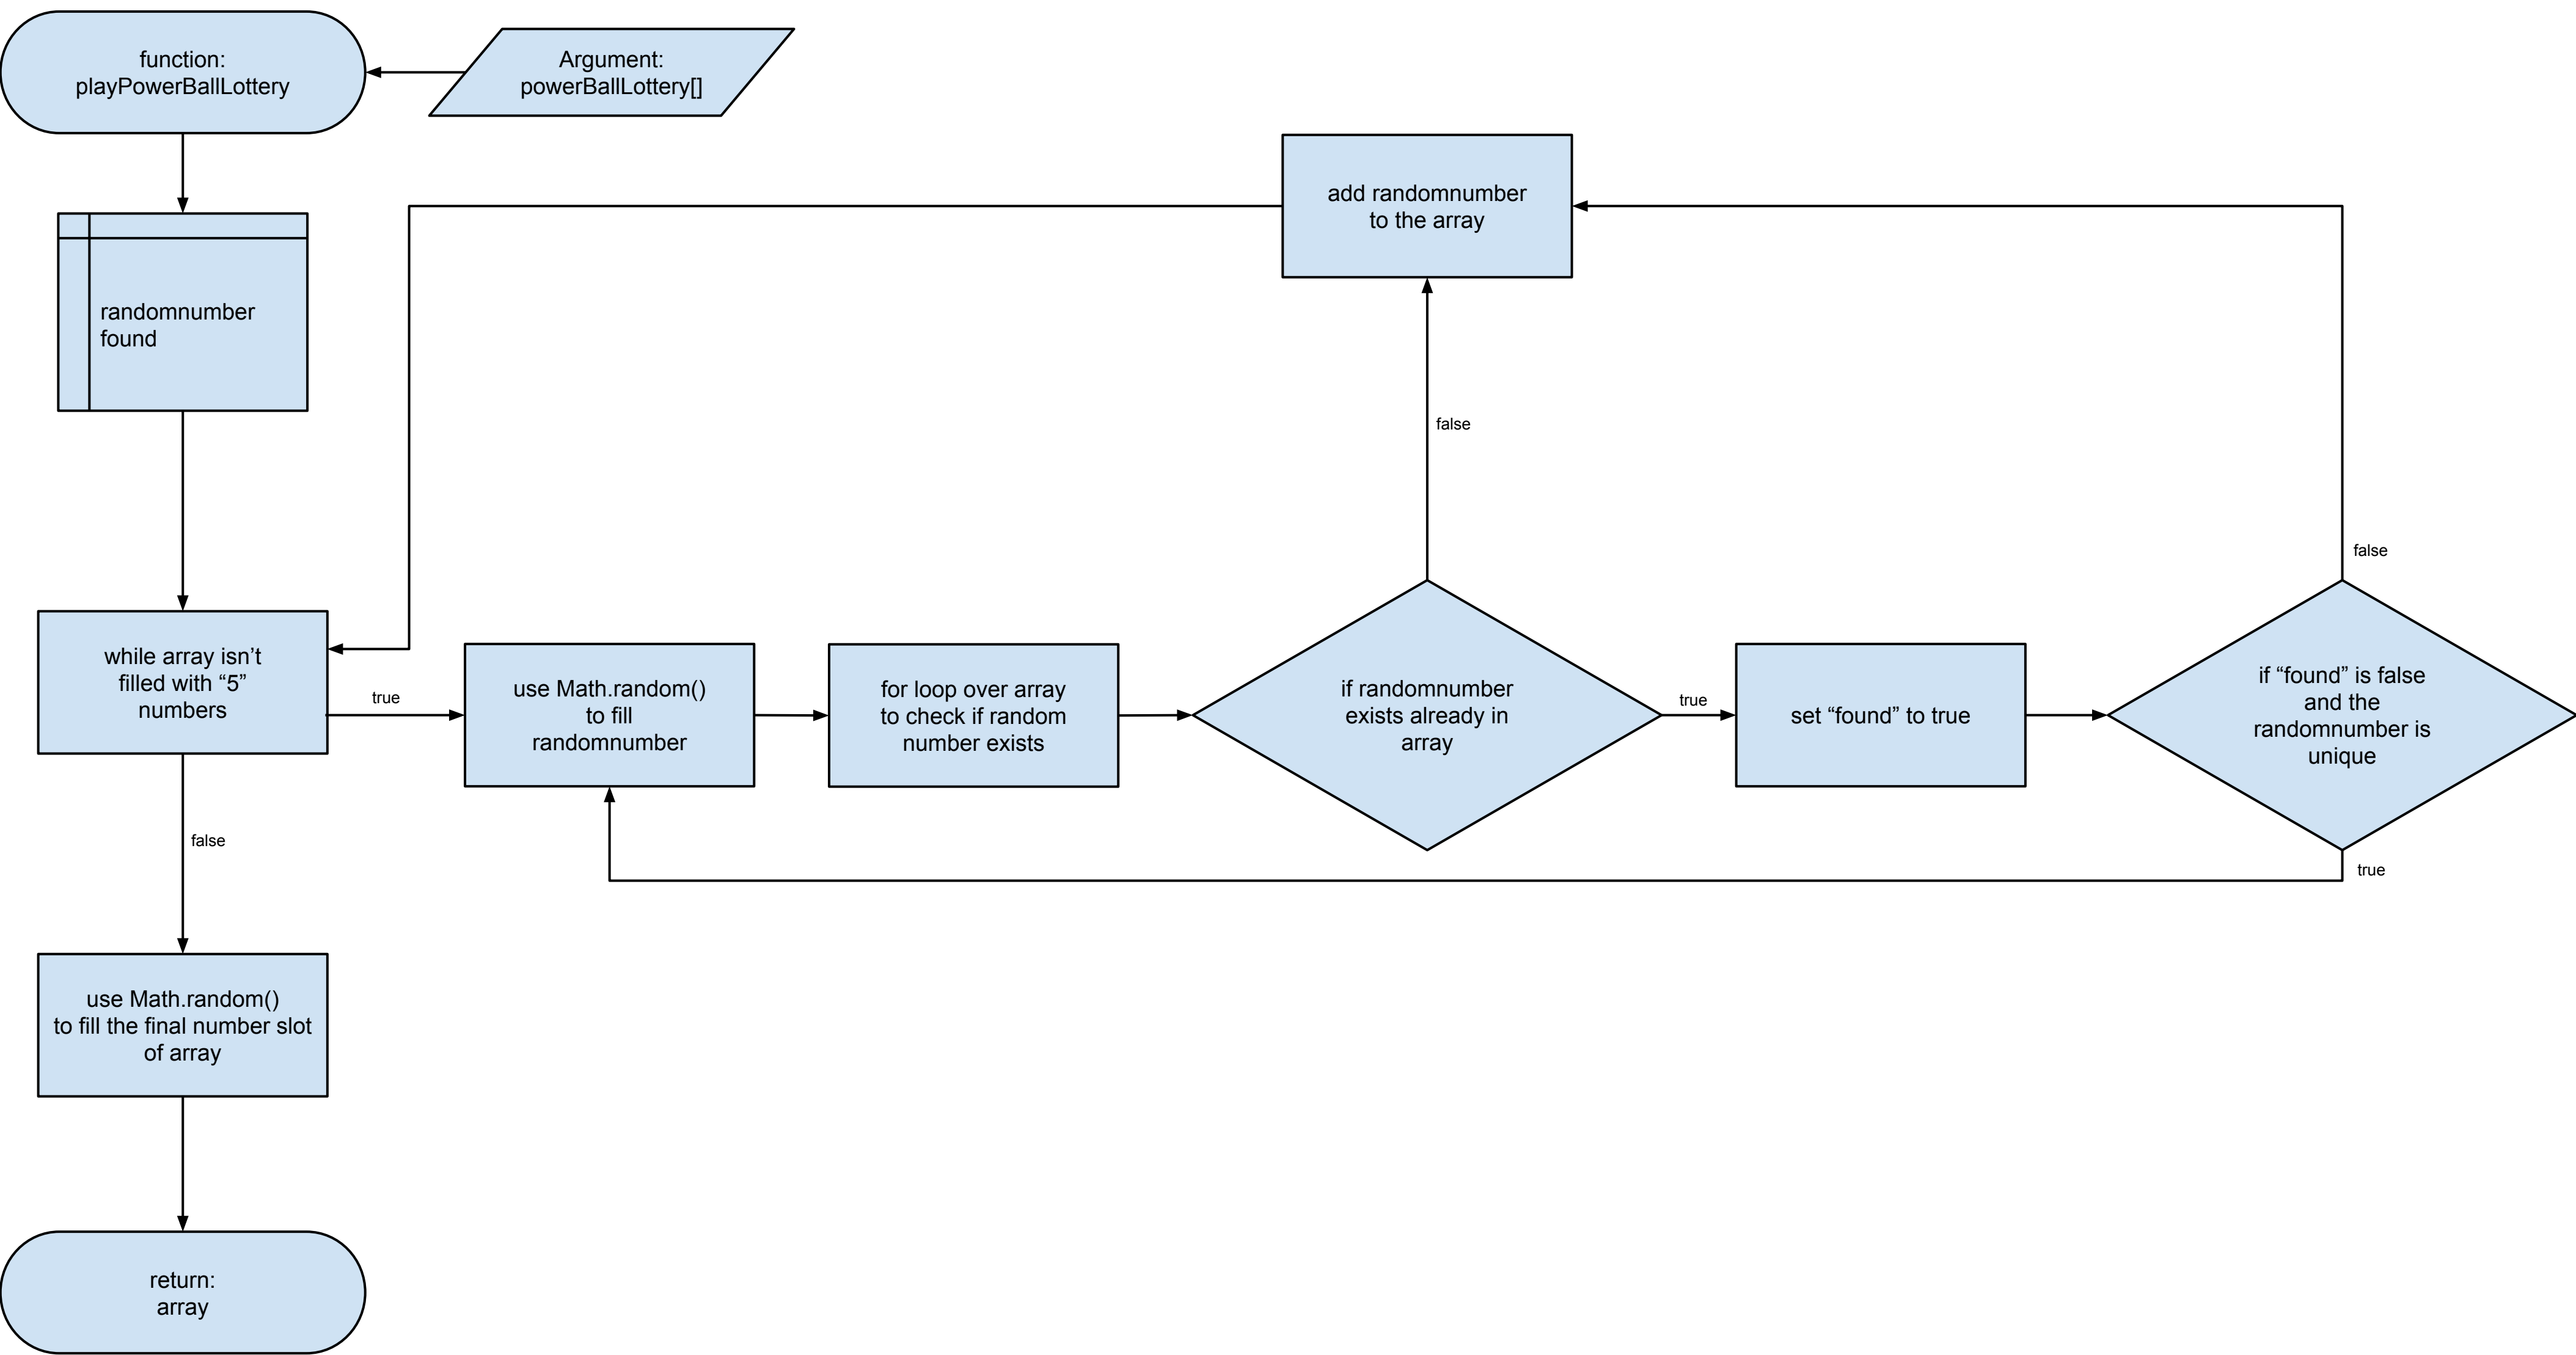 function:
playPowerBallLottery
Argument:
powerBallLottery[]
add randomnumber
to the array
randomnumber
found
false
false
while array isn’t
filled with “5”
numbers
true
use Math.random()
to fill
randomnumber
for loop over array
to check if random
number exists
if randomnumber
exists already in
array
true
set “found” to true
if “found” is false
and the
randomnumber is
unique
false
true
use Math.random()
to fill the final number slot
of array
return:
array